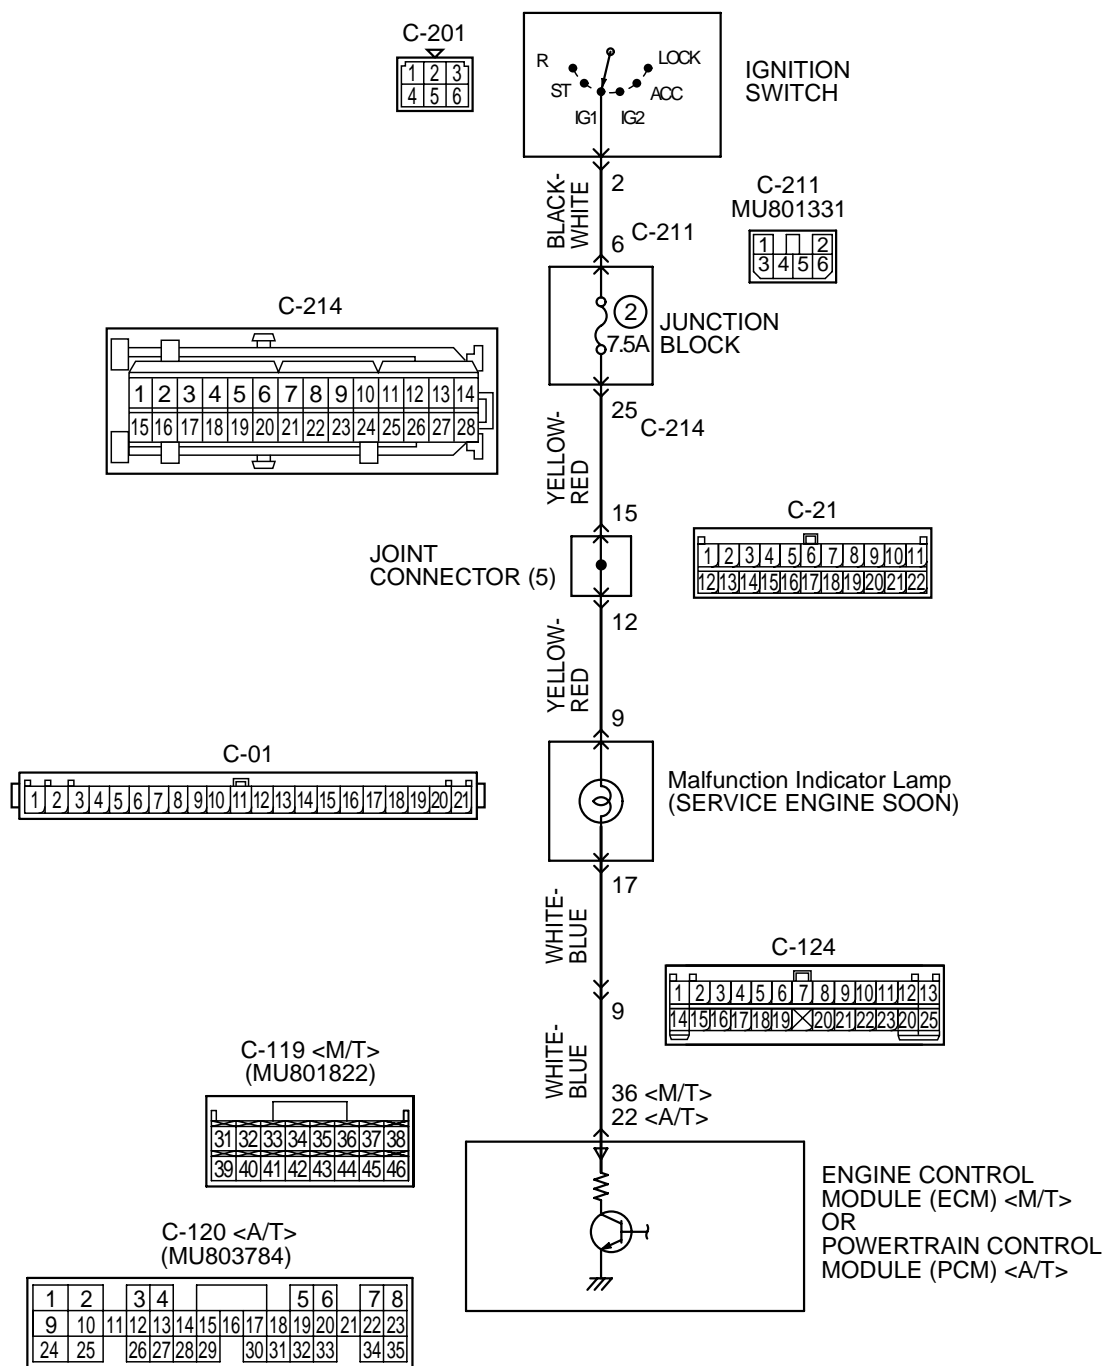 C-201
1 2 3
4 5 6
R
ST
IG1
IG2
ACC
LOCK
IGNITION
SWITCH
2
BLACK-
WHITE
6
C-211
C-211
MU801331
1 2
3 4 5 6
2
7.5A
JUNCTION
BLOCK
C-214
1 2 3 4 5 6 7 8 9 10 11 12 13 14
15 16 17 18 19 20 21 22 23 24 25 26 27 28
25
C-214
YELLOW-
RED
15
JOINT
CONNECTOR (5)
C-21
1 2 3 4 5 6 7 8 9 10 11
12 13 14 15 16 17 18 19 20 21 22
12
YELLOW-
RED
9
C-01
1 2 3 4 5 6 7 8 9 10 11 12 13 14 15 16 17 18 19 20 21
Malfunction Indicator Lamp
(SERVICE ENGINE SOON)
17
WHITE-
BLUE
C-124
1 2 3 4 5 6 7 8 9 10 11 12 13
14 15 16 17 18 19 20 21 22 23 20 25
9
WHITE-
BLUE
36 <M/T>
22 <A/T>
C-119 <M/T>
(MU801822)
31 32 33 34 35 36 37 38
39 40 41 42 43 44 45 46
ENGINE CONTROL
MODULE (ECM) <M/T>
OR
POWERTRAIN CONTROL
MODULE (PCM) <A/T>
C-120 <A/T>
(MU803784)
1 2 3 4 5 6 7 8
9 10 11 12 13 14 15 16 17 18 19 20 21 22 23
24 25 26 27 28 29 30 31 32 33 34 35